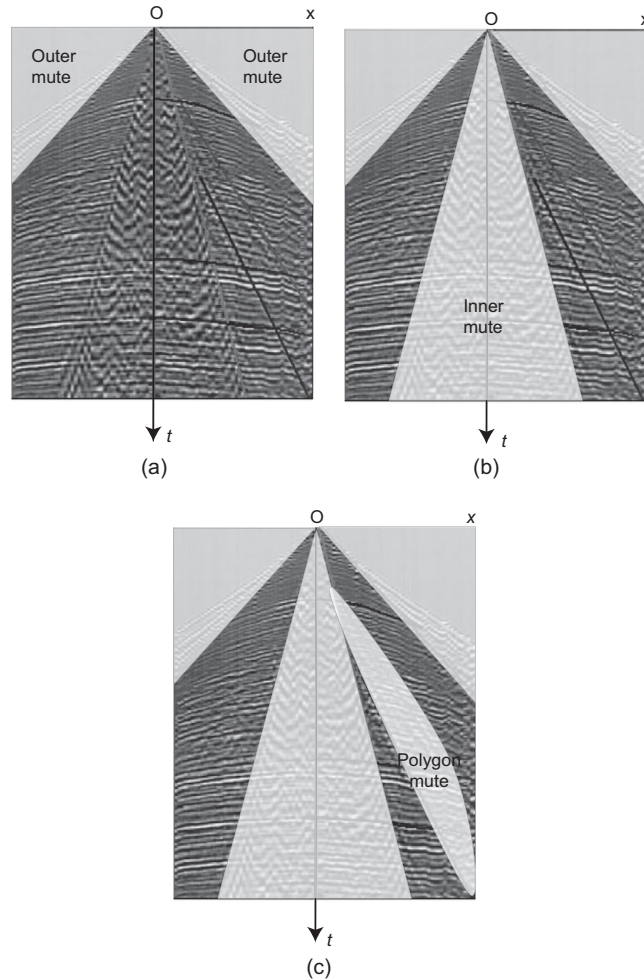 O
x
Outer
mute
Outer
mute
t
(a)
O
x
Inner
mute
t
(b)
O
x
Polygon
mute
t
(c)